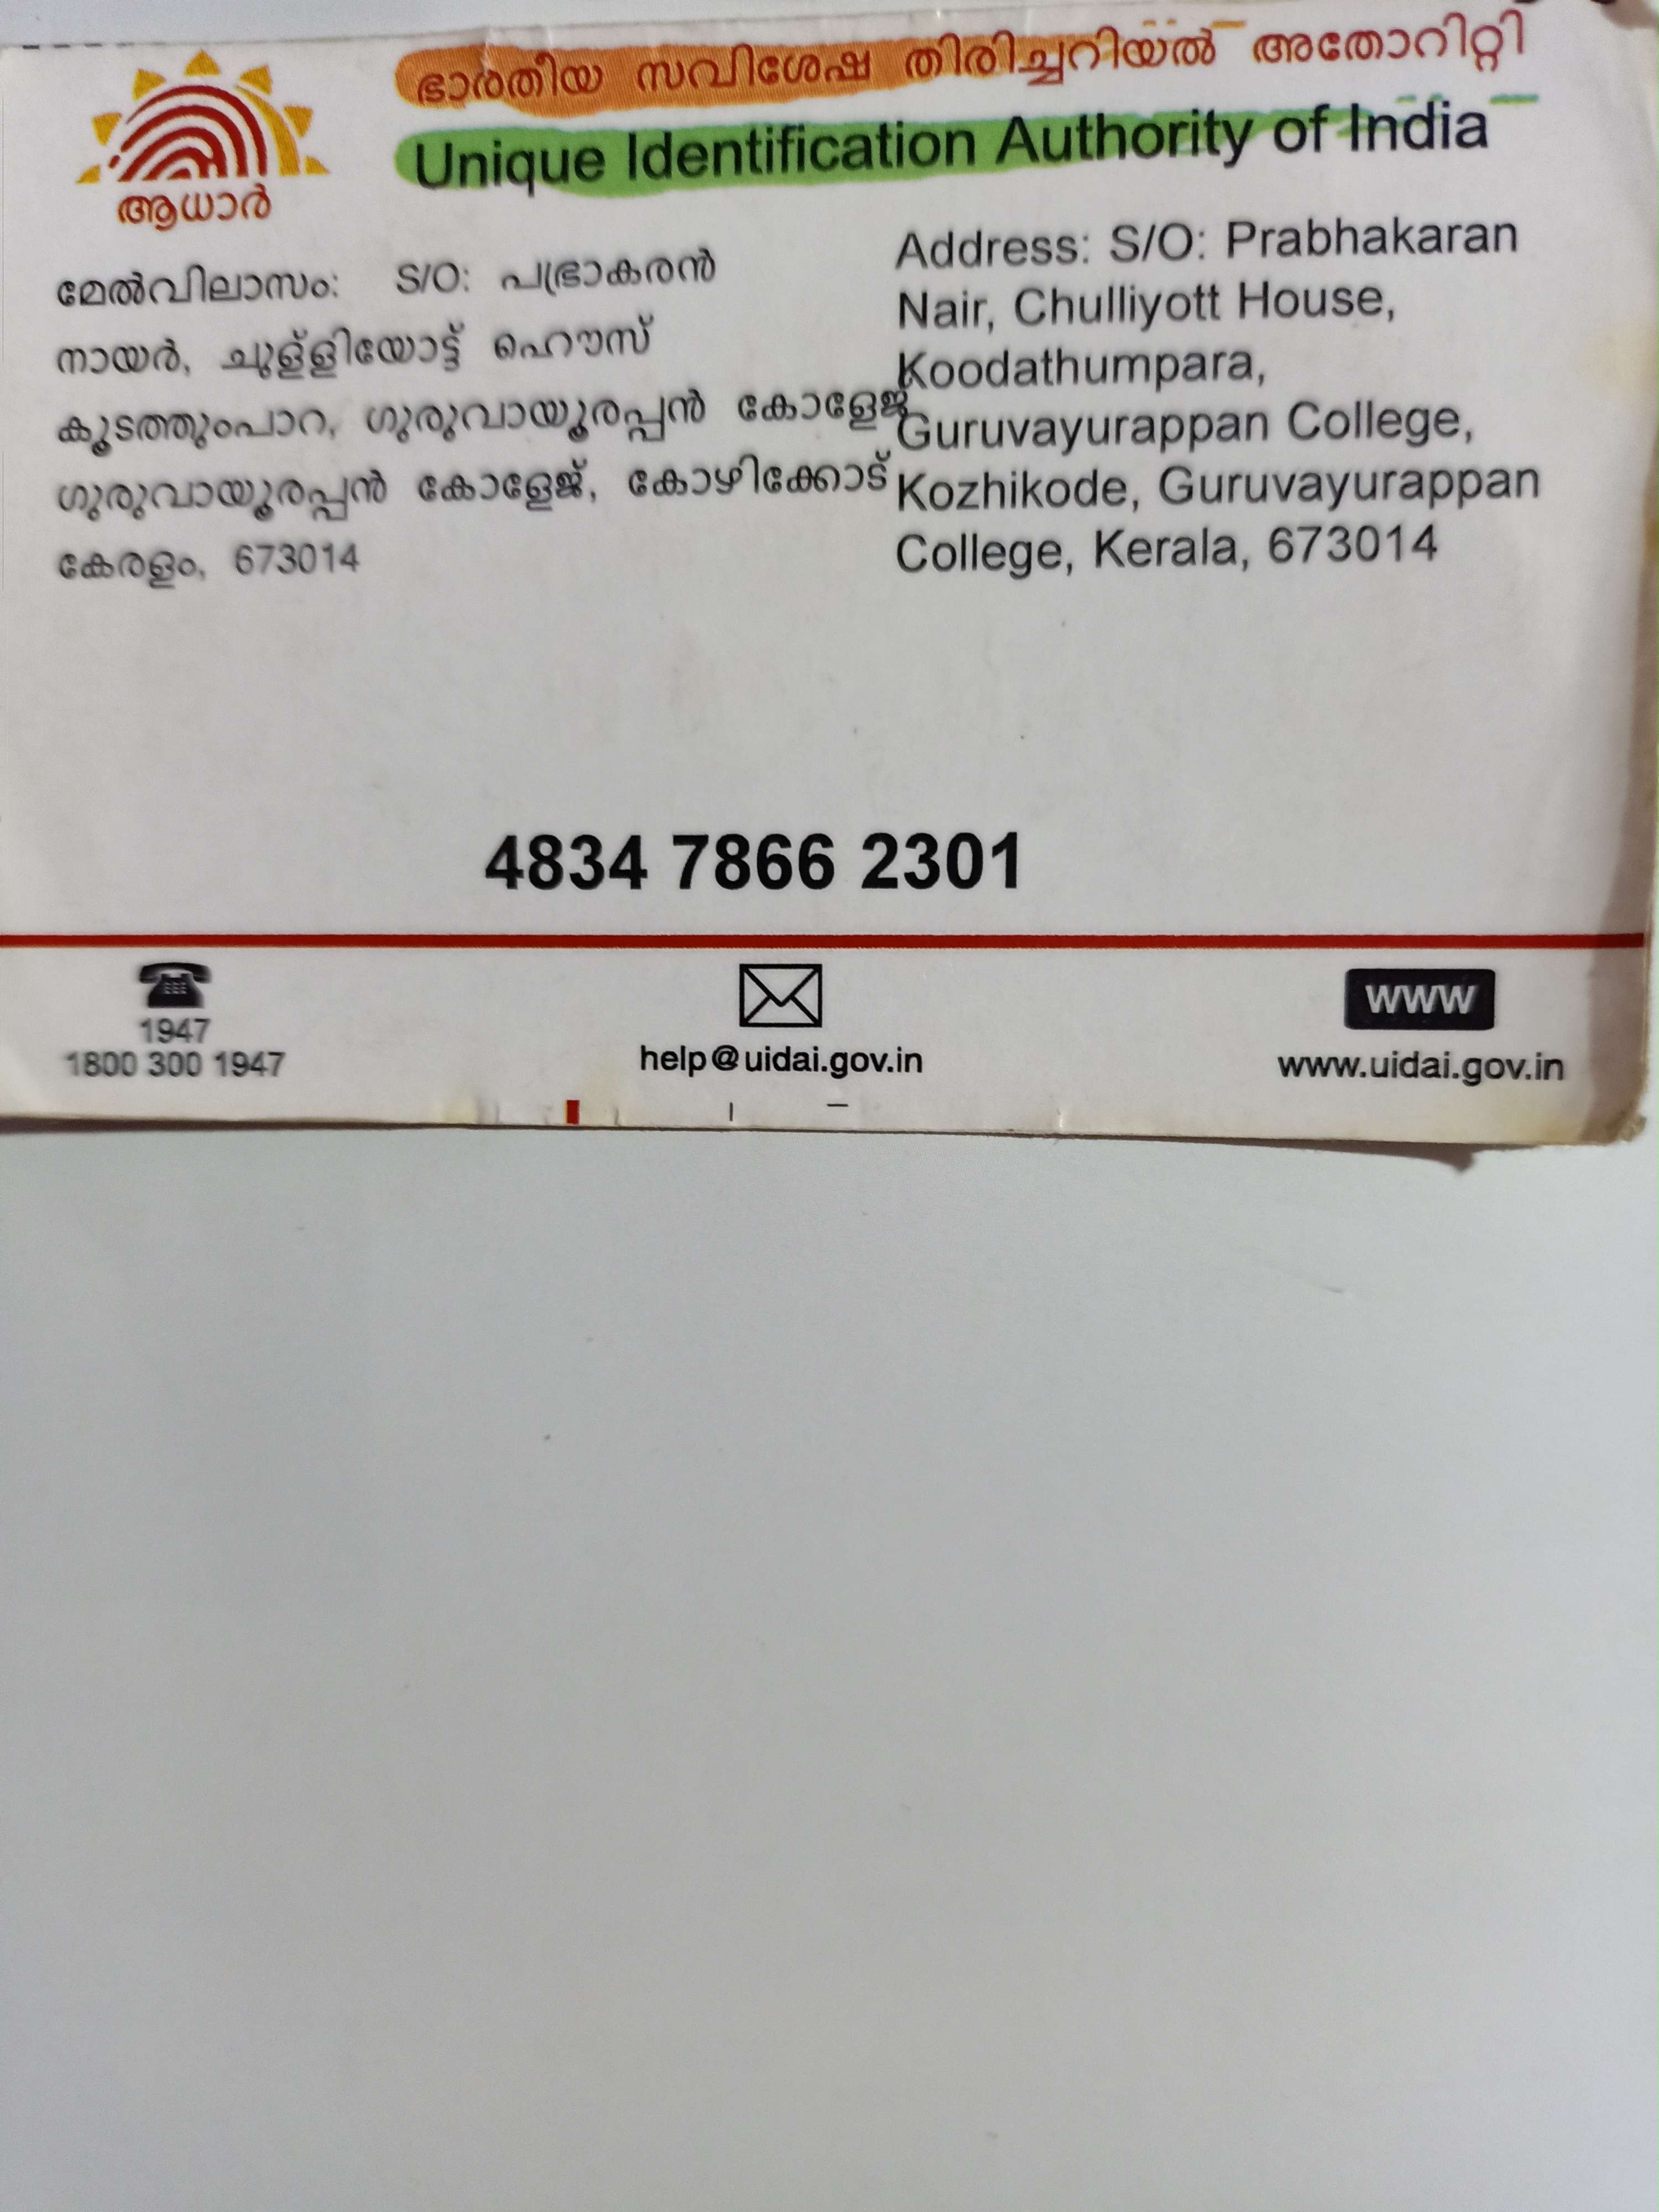 ഭാരതീയ സവിശേഷ തിരിച്ചറിയൽ അതോറിറ്റി
Unique Identification Authority of India
ആധാർ
മേൽവിലാസം: S/O: പ്രഭാകരൻ
നായർ, ചുള്ളിയോട്ട് ഹൌസ്
കൂടത്തുംപാറ, ഗുരുവായൂരപ്പൻ കോളേജ്,
ഗുരുവായൂരപ്പൻ കോളേജ്, കോഴിക്കോട്
കേരളം, 673014
Address: S/O: Prabhakaran
Nair, Chulliyott House,
Koodathumpara,
Guruvayurappan College,
Kozhikode, Guruvayurappan
College, Kerala, 673014
4834 7866 2301
1947
1800 300 1947
help@uidai.gov.in
WWW
www.uidai.gov.in